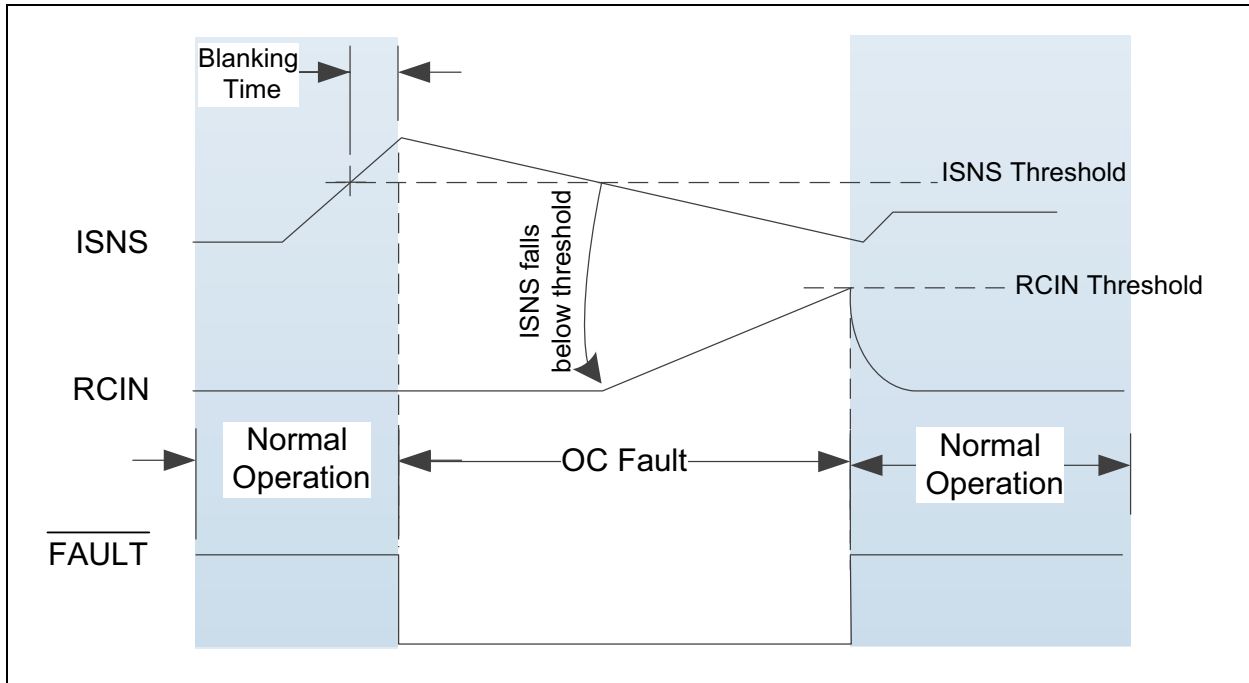 Blanking
Time
ISNS Threshold
ISNS
ISNS falls
below threshold
RCIN Threshold
RCIN
Normal
Operation
OC Fault
Normal
Operation
FAULT